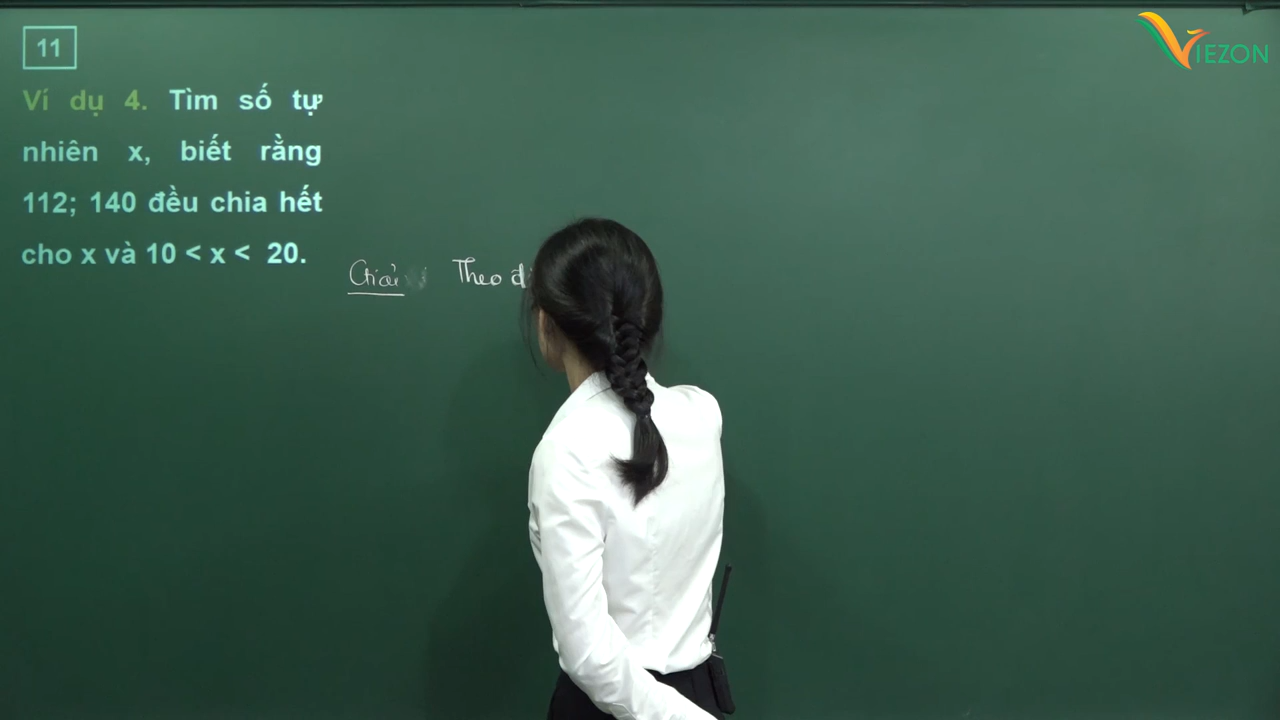 11
VIEZON
Ví dụ 4. Tìm số tự
nhiên x, biết rằng
112; 140 đều chia hết
cho x và 10 < x < 20.
Giải Theo